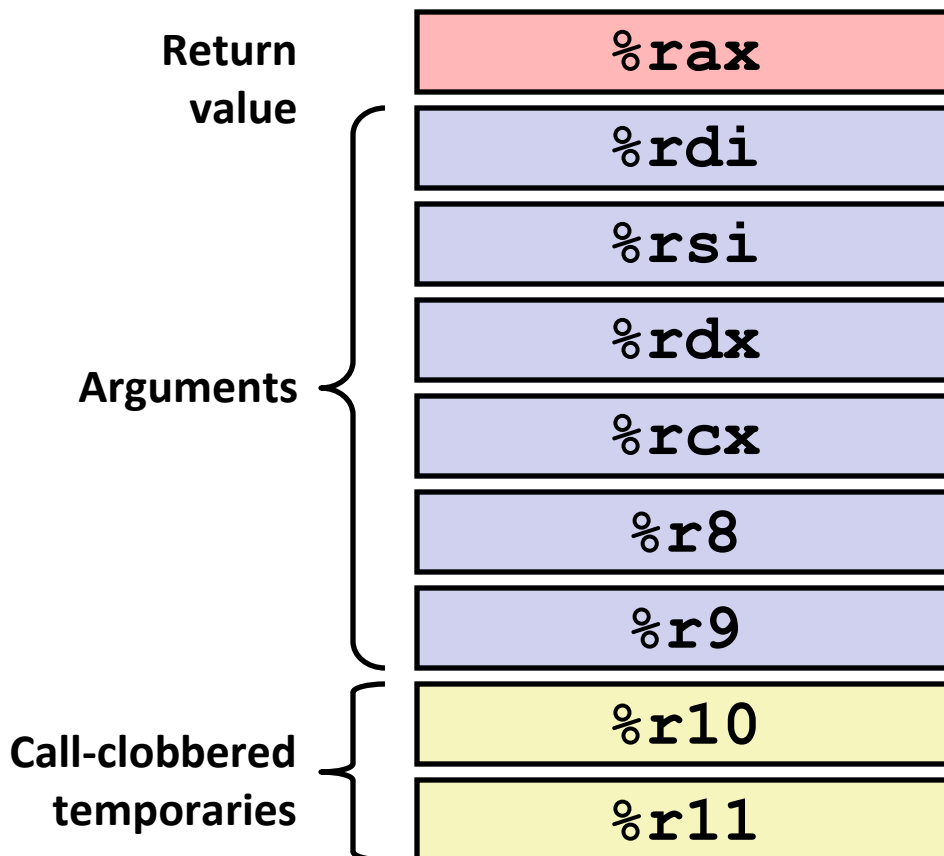 Return
value
%rax
%rdi
%rsi
%rdx
Arguments
%rcx
%r8
%r9
Call-clobbered
temporaries
%r10
%r11